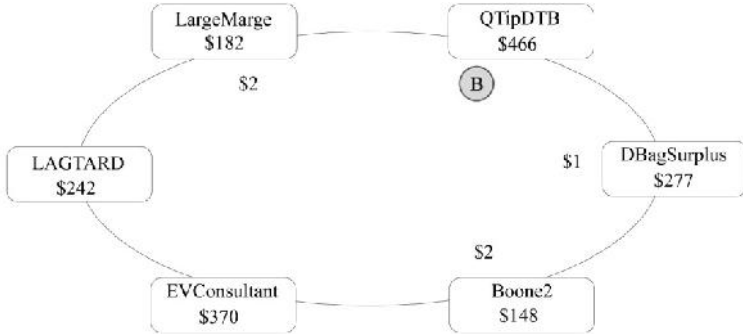 LargeMarge
$182
QTipDTB
$466
$2
B
LAGTARD
$242
$1
DBagSurplus
$277
$2
EVConsultant
$370
Boone2
$148